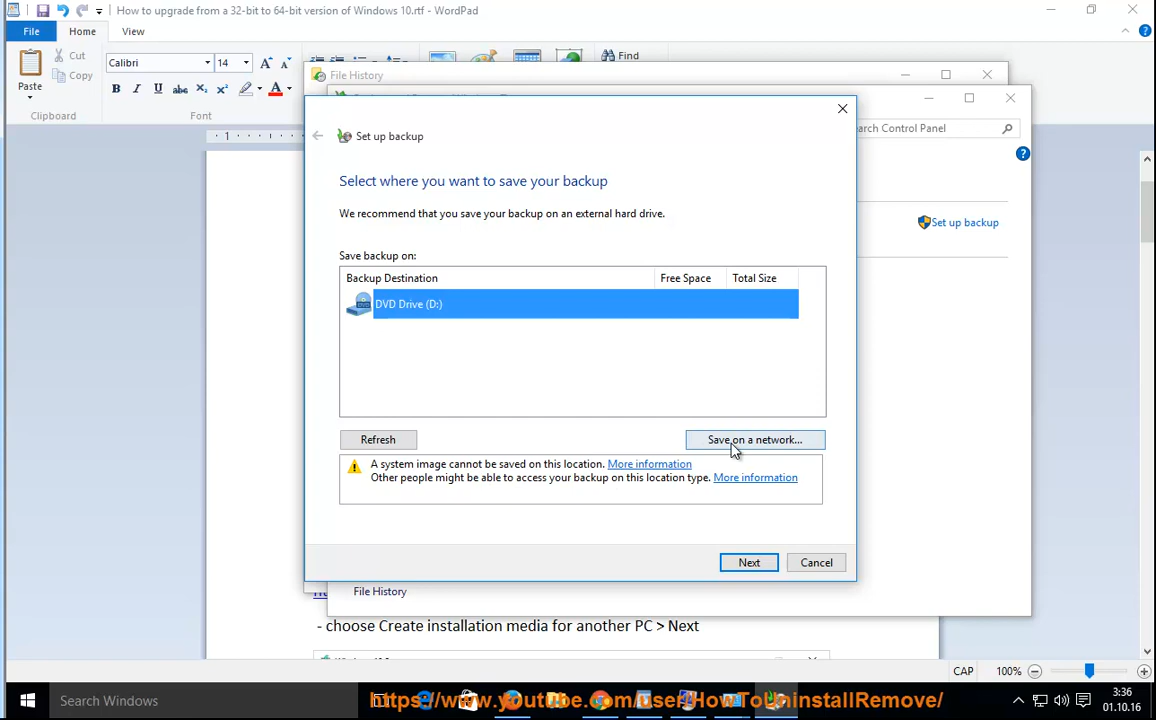 How to upgrade from a 32-bit to 64-bit version of Windows 10.rtf - WordPad
File Home View
Paste
Cut
Copy
Calibri 14
Find
Clipboard Font
1
File History
Search Control Panel
Set up backup
Set up backup
Select where you want to save your backup
We recommend that you save your backup on an external hard drive.
Save backup on:
Backup Destination Free Space Total Size
DVD Drive (D:)
Refresh Save on a network...
A system image cannot be saved on this location. More information
Other people might be able to access your backup on this location type. More information
Next Cancel
File History
- choose Create installation media for another PC > Next
CAP 100%
Search Windows
https://www.youtube.com/user/HowToUninstallRemove/
3:36
01.10.16